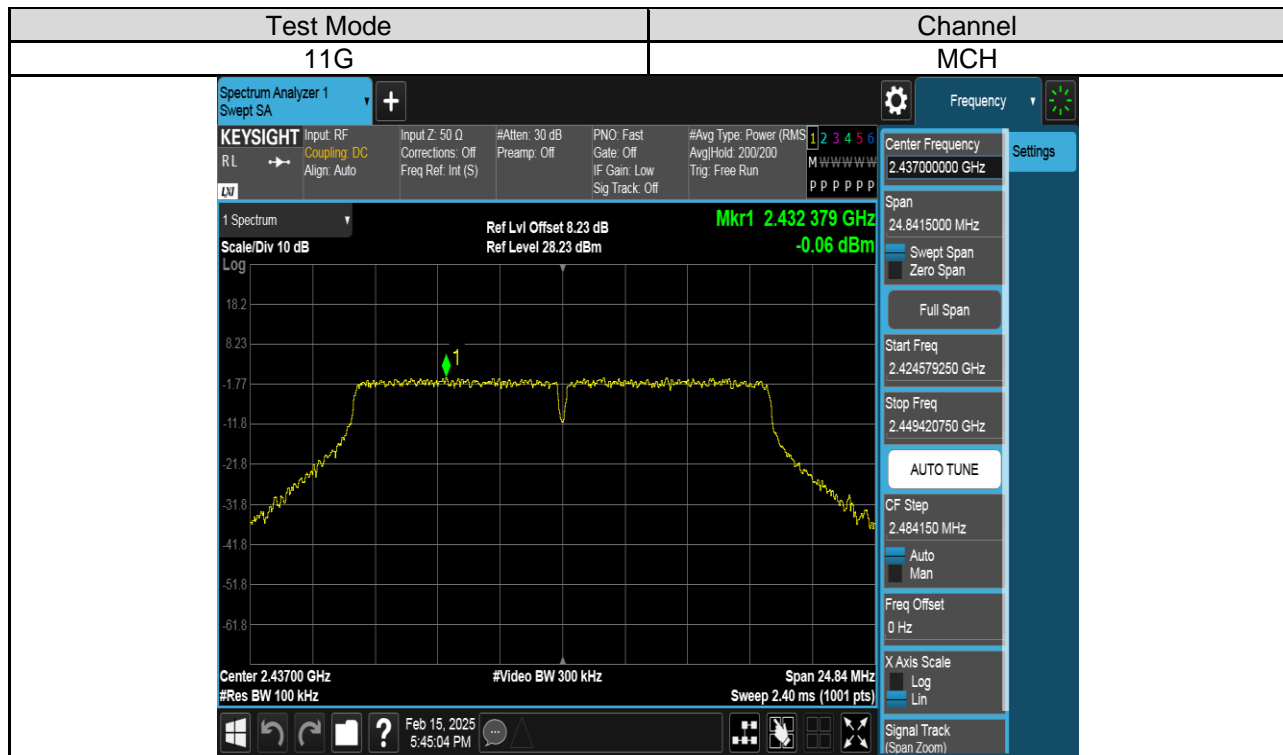 Test Mode Channel
11G MCH
Spectrum Analyzer 1
Swept SA
+
Frequency
KEYSIGHT
RL
LXI
Input: RF
Coupling: DC
Align: Auto
Input Z: 50 Ω
Corrections: Off
Freq Ref: Int (S)
#Atten: 30 dB
Preamp: Off
PNO: Fast
Gate: Off
IF Gain: Low
Sig Track: Off
#Avg Type: Power (RMS
Avg|Hold: 200/200
Trig: Free Run
1 2 3 4 5 6
M W W W W W
P P P P P P
1 Spectrum
Scale/Div 10 dB
Ref Lvl Offset 8.23 dB
Ref Level 28.23 dBm
Mkr1 2.432 379 GHz
-0.06 dBm
Log
18.2
8.23
-1.77
-11.8
-21.8
-31.8
-41.8
-51.8
-61.8
1
Center 2.43700 GHz
#Res BW 100 kHz
#Video BW 300 kHz
Span 24.84 MHz
Sweep 2.40 ms (1001 pts)
Feb 15, 2025
5:45:04 PM
?
Settings
Center Frequency
2.437000000 GHz
Span
24.8415000 MHz
Swept Span
Zero Span
Full Span
Start Freq
2.424579250 GHz
Stop Freq
2.449420750 GHz
AUTO TUNE
CF Step
2.484150 MHz
Auto
Man
Freq Offset
0 Hz
X Axis Scale
Log
Lin
Signal Track
(Span Zoom)